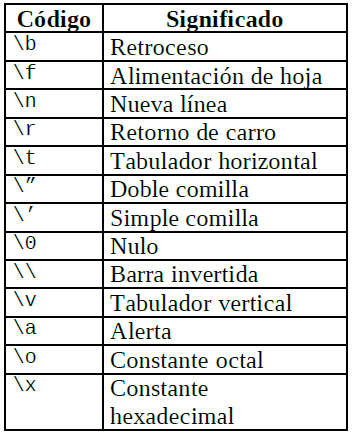 Código Significado
\b Retroceso
\f Alimentación de hoja
\n Nueva línea
\r Retorno de carro
\t Tabulador horizontal
\” Doble comilla
\’ Simple comilla
\0 Nulo
\\ Barra invertida
\v Tabulador vertical
\a Alerta
\o Constante octal
\x Constante
hexadecimal